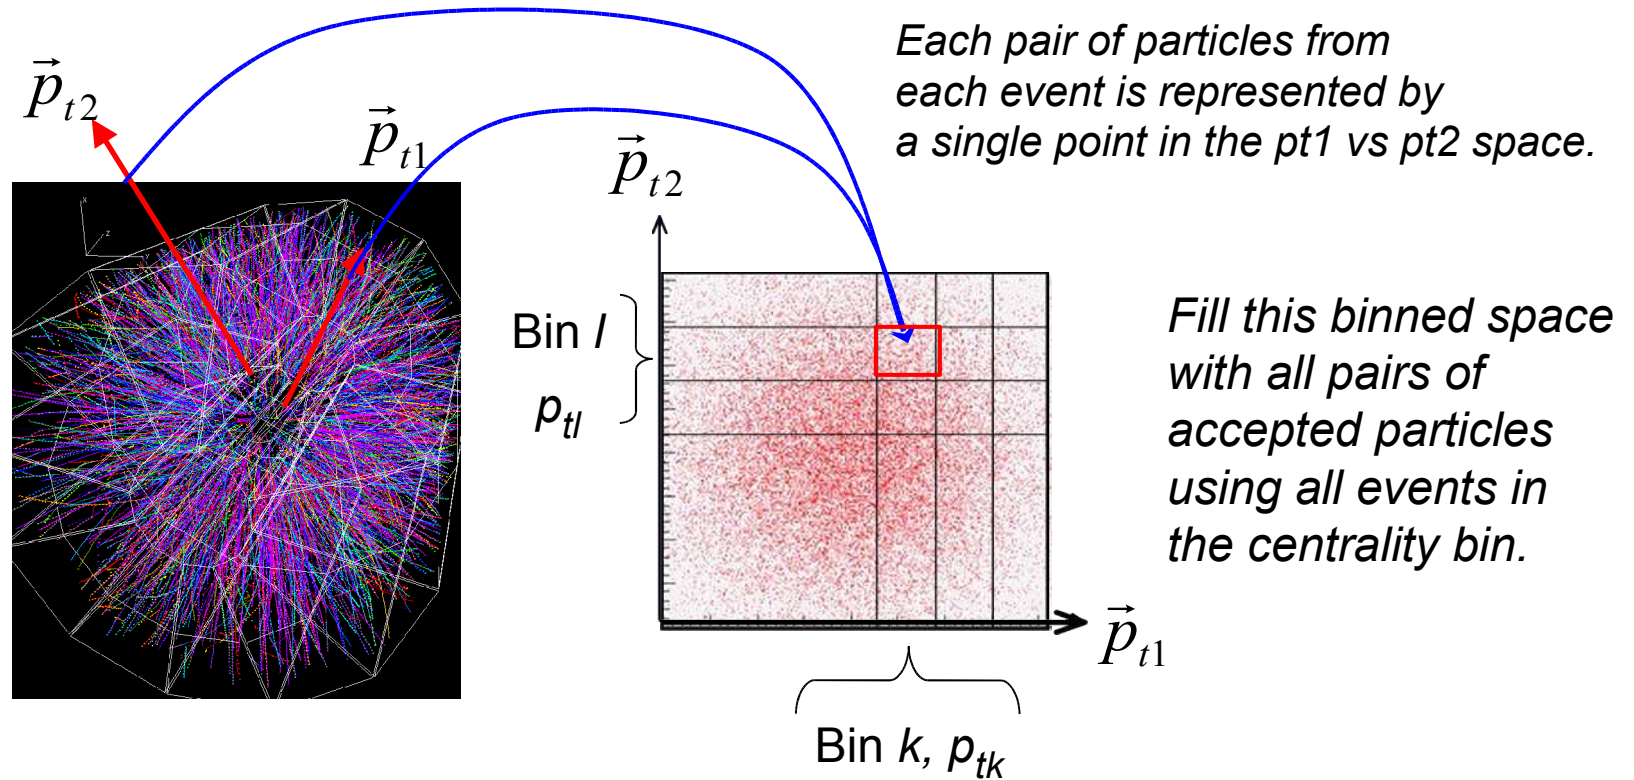 Each pair of particles from
each event is represented by
a single point in the pt1 vs pt2 space.
p⃗t2
p⃗t1
p⃗t2
x
z
Bin l
ptl
Fill this binned space
with all pairs of
accepted particles
using all events in
the centrality bin.
p⃗t1
Bin k, ptk